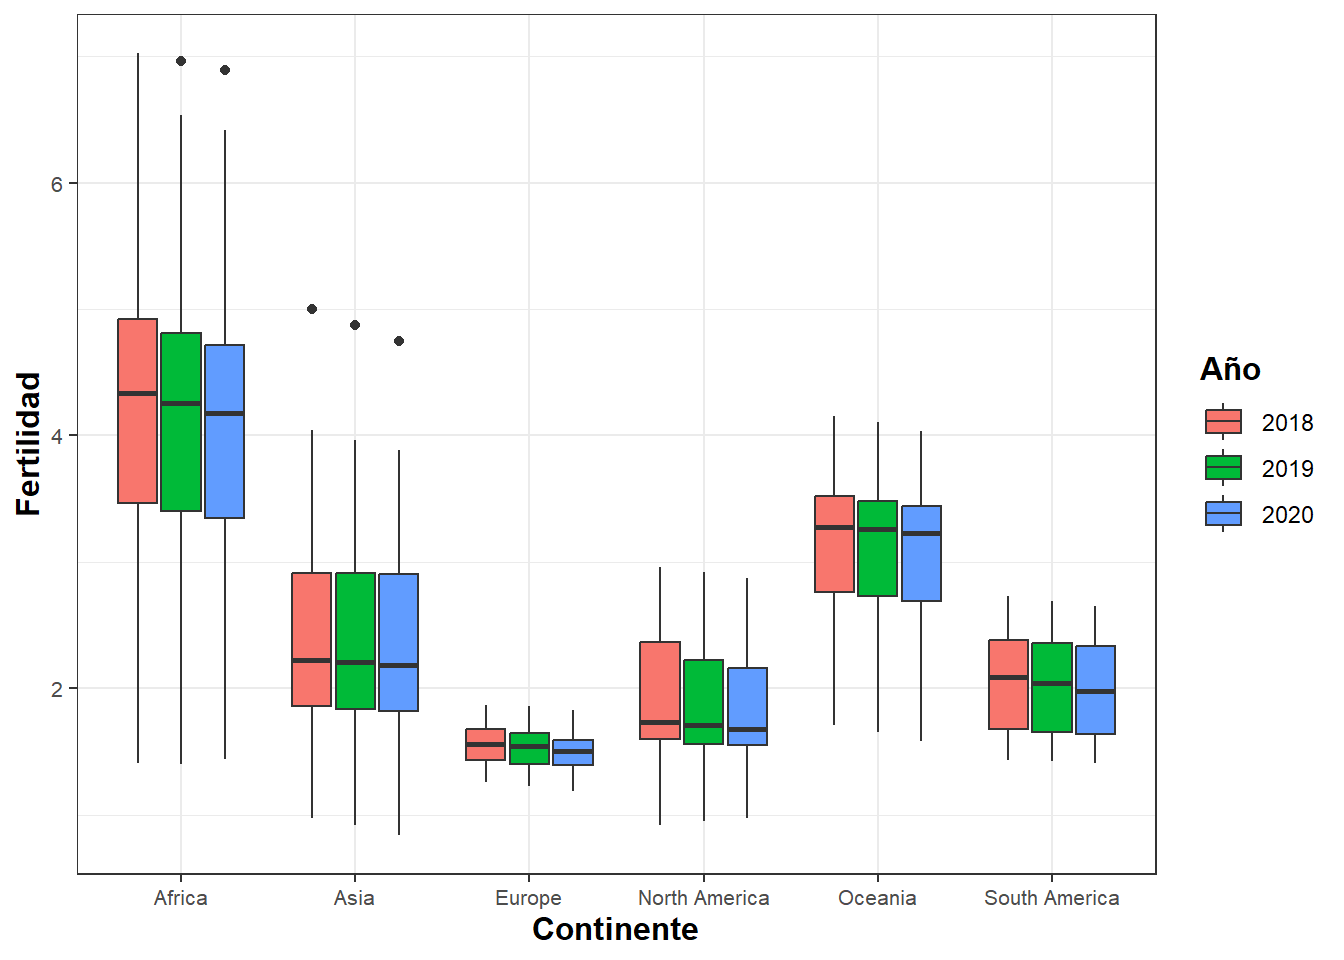 Fertilidad
6
4
2
Africa
Asia
Europe
North America
Oceania
South America
Continente
Año
2018
2019
2020